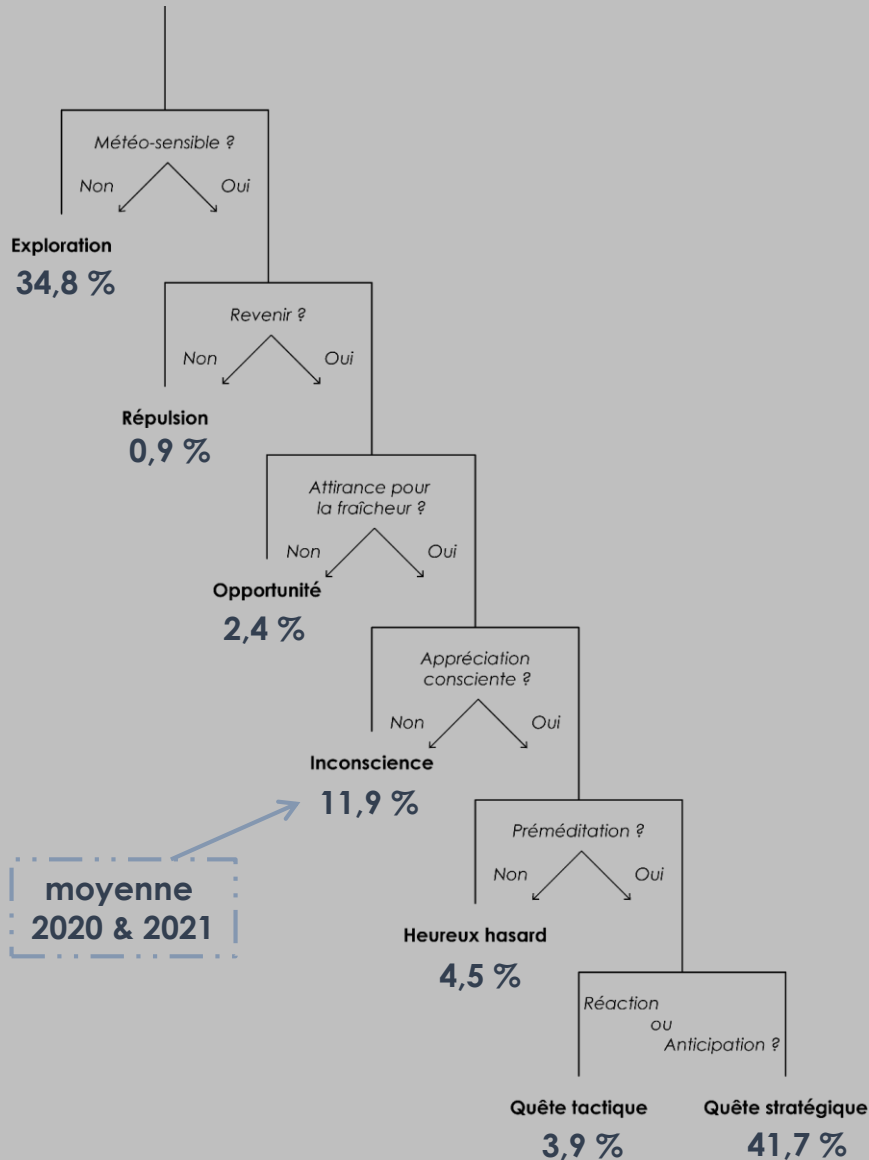 Météo-sensible ?
Non
Oui
Exploration
34,8 %
Revenir ?
Non
Oui
Répulsion
0,9 %
Attirance pour
la fraîcheur ?
Non
Oui
Opportunité
2,4 %
Appréciation
consciente ?
Non
Oui
Inconscience
11,9 %
moyenne
2020 & 2021
Préméditation ?
Non
Oui
Heureux hasard
4,5 %
Réaction
ou
Anticipation ?
Quête tactique
3,9 %
Quête stratégique
41,7 %